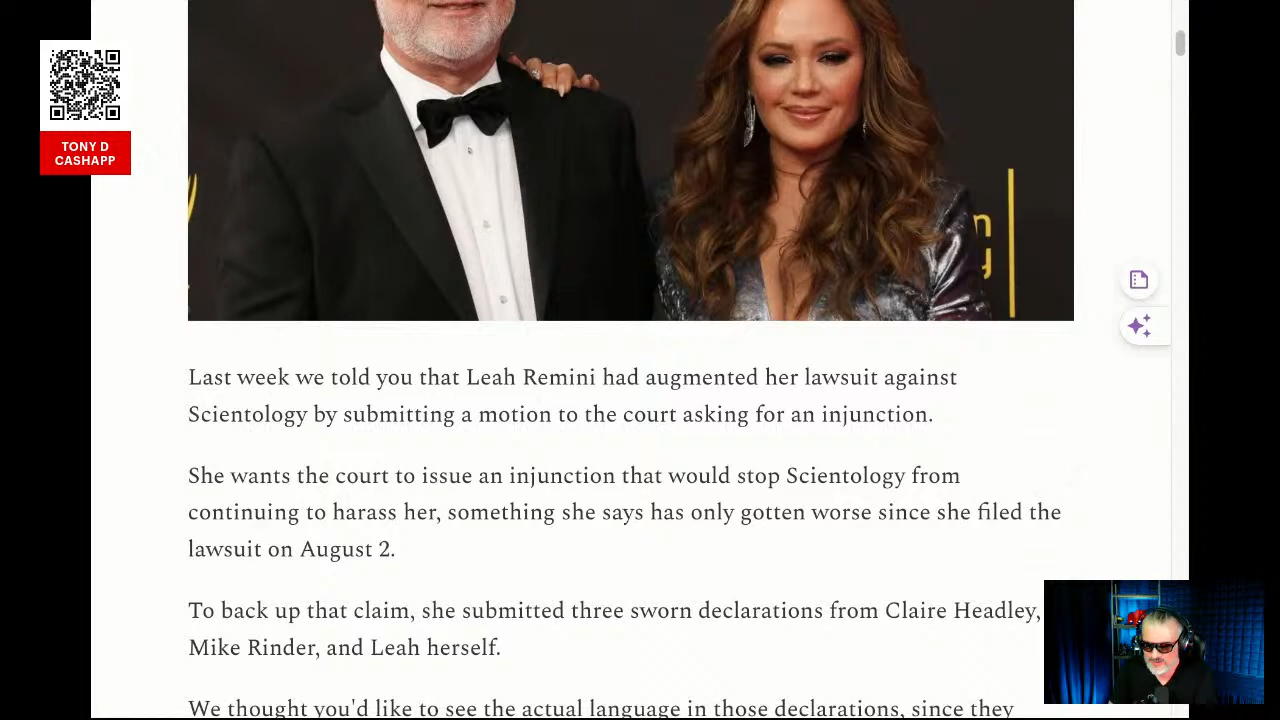 TONY D
CASHAPP
Last week we told you that Leah Remini had augmented her lawsuit against
Scientology by submitting a motion to the court asking for an injunction.
She wants the court to issue an injunction that would stop Scientology from
continuing to harass her, something she says has only gotten worse since she filed the
lawsuit on August 2.
To back up that claim, she submitted three sworn declarations from Claire Headley,
Mike Rinder, and Leah herself.
We thought you'd like to see the actual language in those declarations, since they